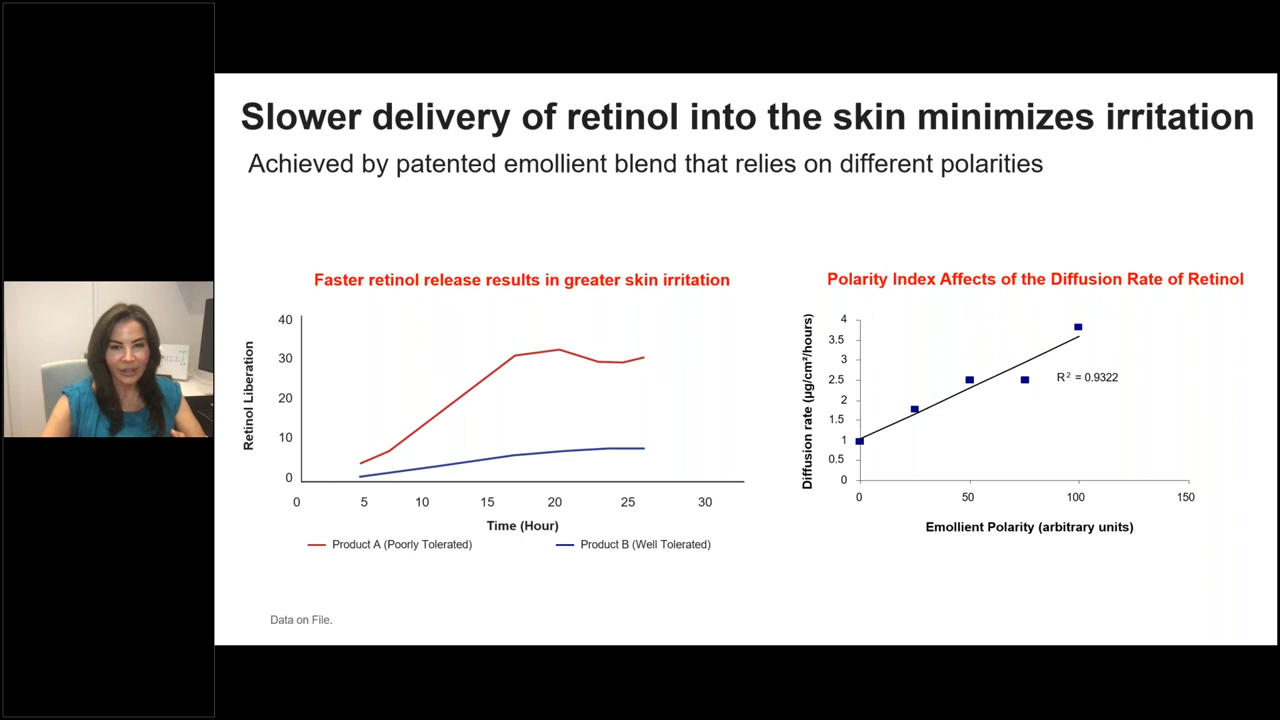 Slower delivery of retinol into the skin minimizes irritation
Achieved by patented emollient blend that relies on different polarities
Faster retinol release results in greater skin irritation
Retinol Liberation
40
30
20
10
0
0 5 10 15 20 25 30
Time (Hour)
Product A (Poorly Tolerated) Product B (Well Tolerated)
Polarity Index Affects of the Diffusion Rate of Retinol
Diffusion rate (µg/cm²/hours)
4
3.5
3
2.5
2
1.5
1
0.5
0
R² = 0.9322
0 50 100 150
Emollient Polarity (arbitrary units)
Data on File.